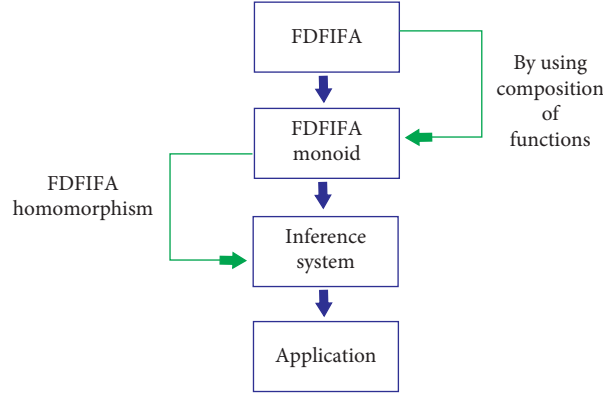 FDFIFA
By using
composition
of
functions
FDFIFA
monoid
FDFIFA
homomorphism
Inference
system
Application